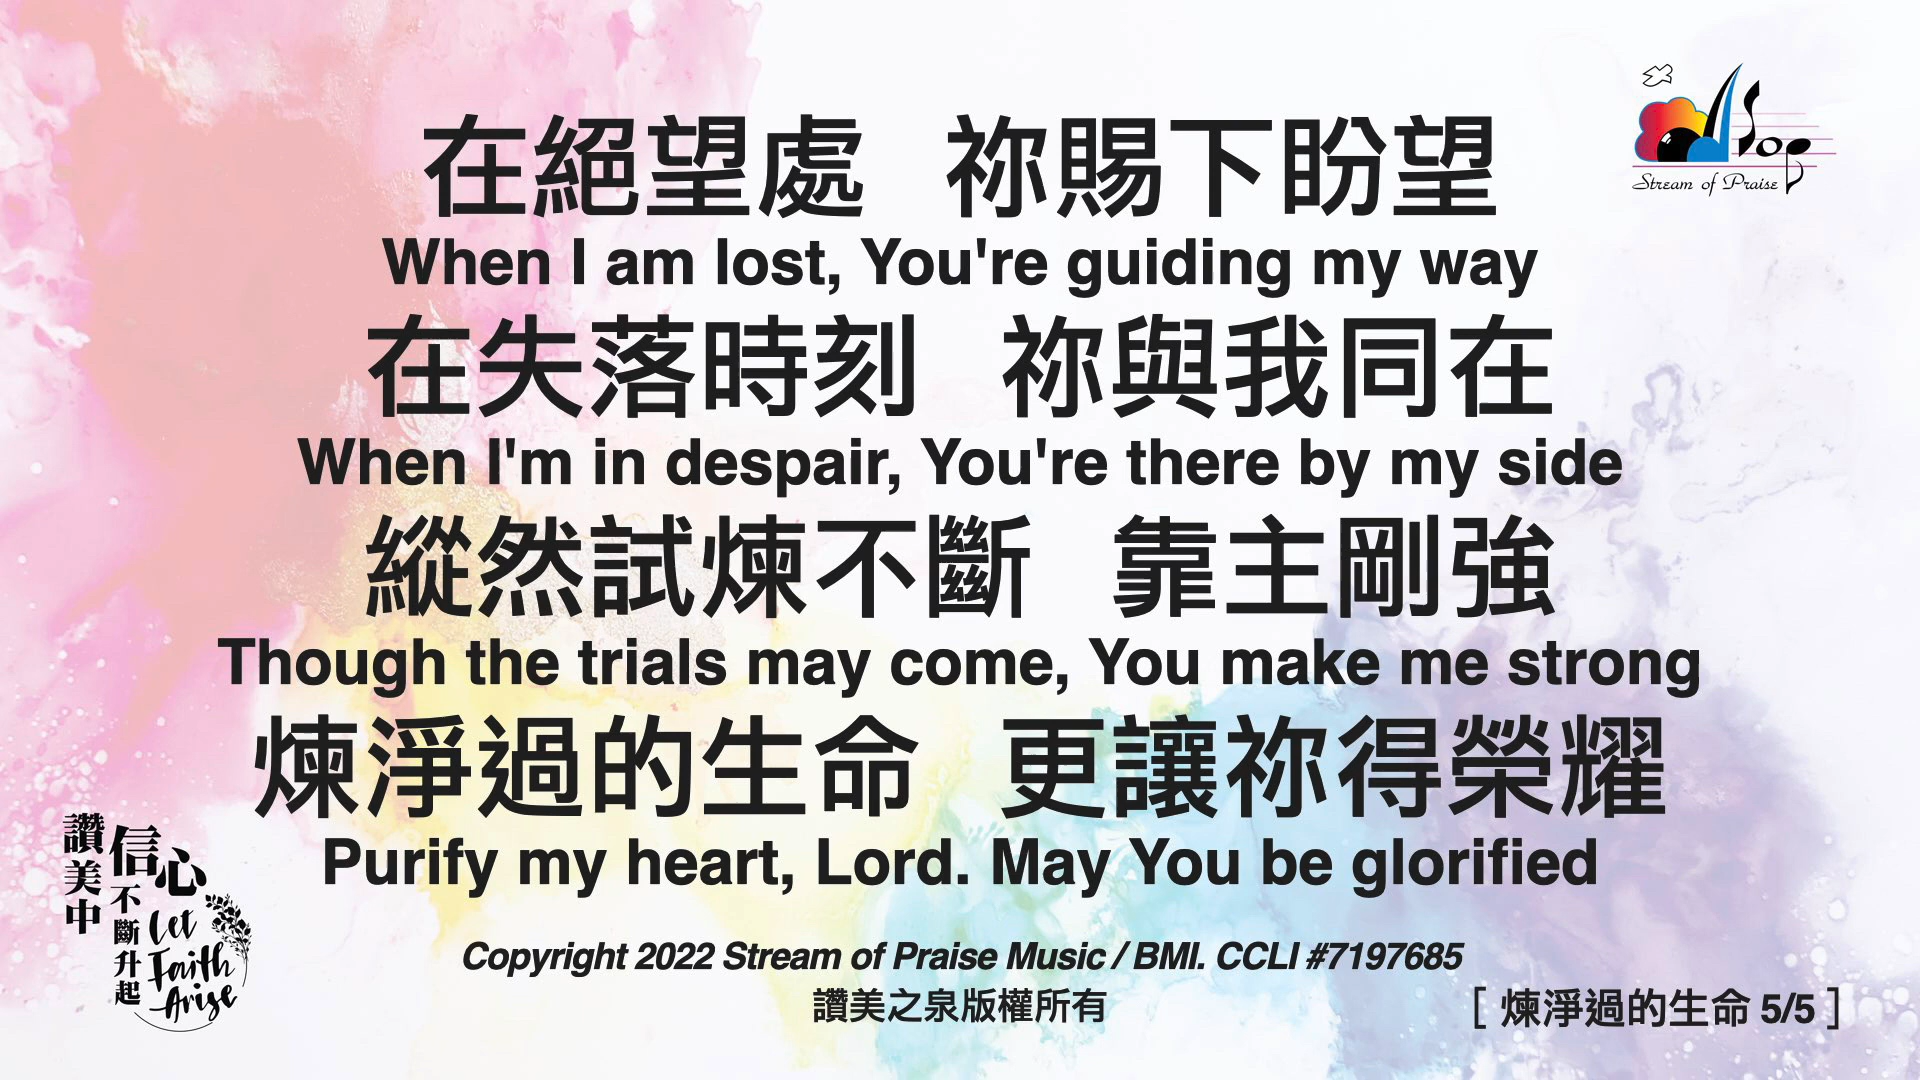 在絕望處 祢賜下盼望
When I am lost, You're guiding my way
在失落時刻 祢與我同在
When I'm in despair, You're there by my side
縱然試煉不斷 靠主剛強
Though the trials may come, You make me strong
煉淨過的生命 更讓祢得榮耀
Purify my heart, Lord. May You be glorified
Copyright 2022 Stream of Praise Music / BMI. CCLI #7197685
讚美之泉版權所有
[ 煉淨過的生命 5/5 ]
SOP
Stream of Praise
讚美中
信心
不斷升起
Let
Faith
Arise